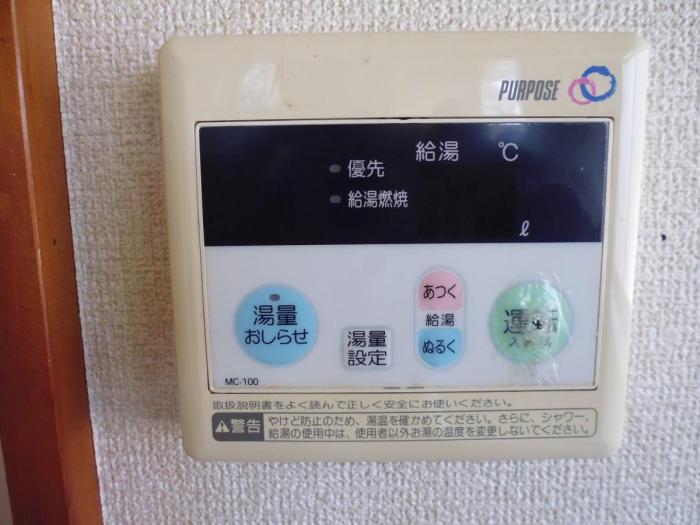 PURPOSE
給湯 ℃
優先
給湯燃焼
ℓ
湯量
おしらせ
湯量
設定
あつく
給湯
ぬるく
運転
MC-100
取扱説明書をよく読んで正しく安全にお使いください。
警告
やけど防止のため、湯温を確かめてください。さらに、シャワー、
給湯の使用中は、使用者以外お湯の温度を変更しないでください。